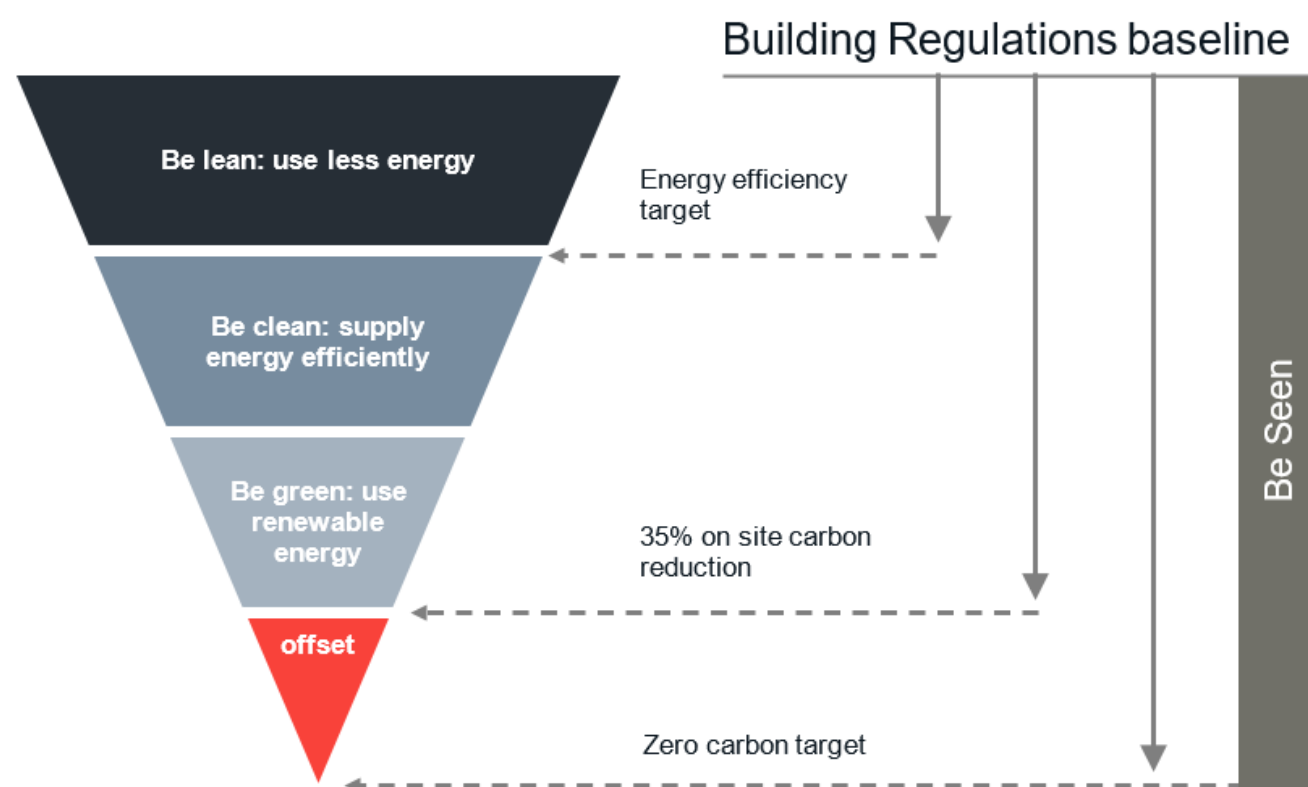 Building Regulations baseline
Be lean: use less energy
Energy efficiency
target
Be clean: supply
energy efficiently
Be green: use
renewable
energy
35% on site carbon
reduction
offset
Zero carbon target
Be Seen